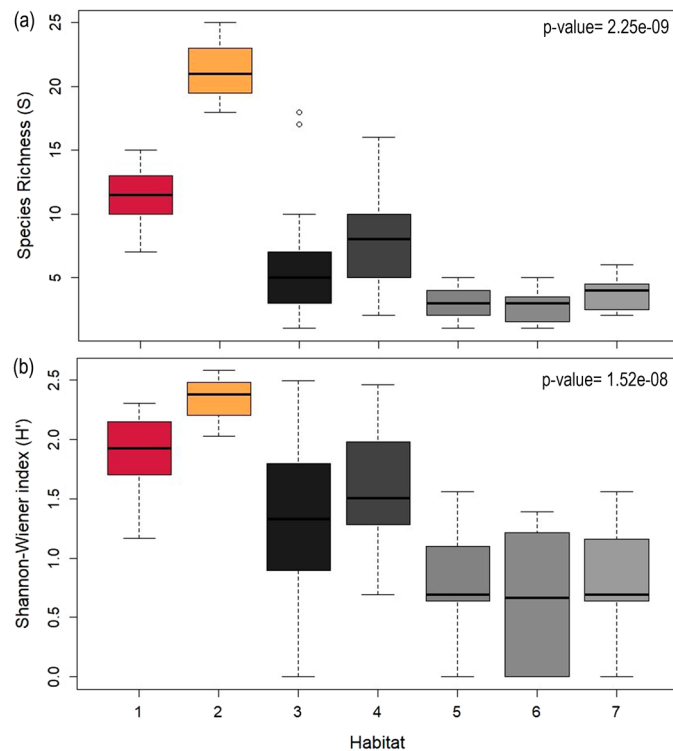 (a)
p-value= 2.25e-09
Species Richness (S)
25
20
15
10
5
(b)
p-value= 1.52e-08
Shannon-Wiener index (H')
2.5
2.0
1.5
1.0
0.5
0.0
1 2 3 4 5 6 7
Habitat